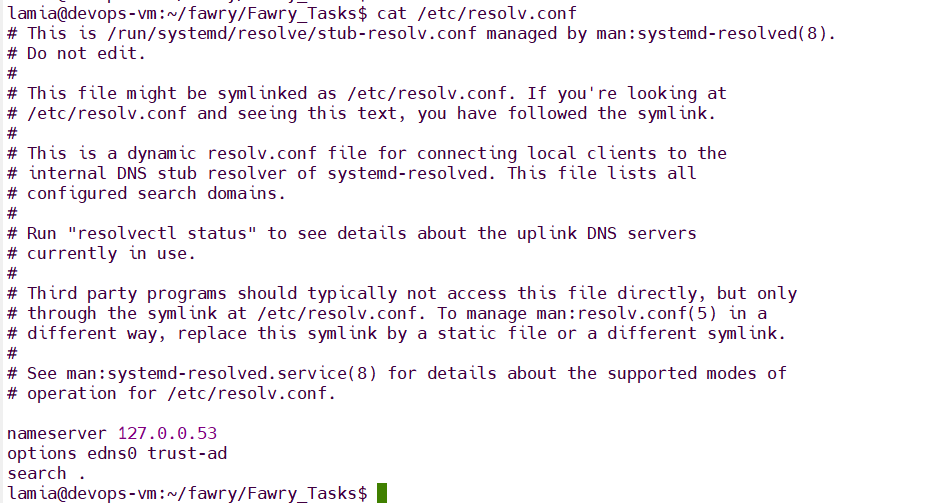 lamia@devops-vm:~/fawry/Fawry_Tasks$ cat /etc/resolv.conf
# This is /run/systemd/resolve/stub-resolv.conf managed by man:systemd-resolved(8).
# Do not edit.
#
# This file might be symlinked as /etc/resolv.conf. If you're looking at
# /etc/resolv.conf and seeing this text, you have followed the symlink.
#
# This is a dynamic resolv.conf file for connecting local clients to the
# internal DNS stub resolver of systemd-resolved. This file lists all
# configured search domains.
#
# Run "resolvectl status" to see details about the uplink DNS servers
# currently in use.
#
# Third party programs should typically not access this file directly, but only
# through the symlink at /etc/resolv.conf. To manage man:resolv.conf(5) in a
# different way, replace this symlink by a static file or a different symlink.
#
# See man:systemd-resolved.service(8) for details about the supported modes of
# operation for /etc/resolv.conf.

nameserver 127.0.0.53
options edns0 trust-ad
search .
lamia@devops-vm:~/fawry/Fawry_Tasks$